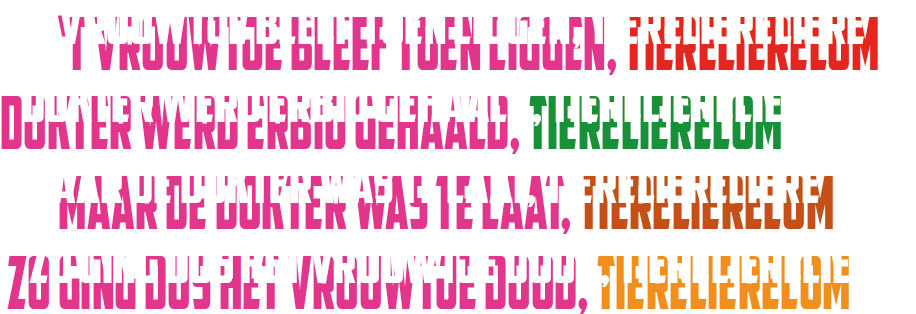 'T VROUWTJE BLEEF TOEN LIGGEN, TIERELIERELOM
DOKTER WERD ERBIJ GEHAALD, TIERELIERELOM
MAAR DE DOKTER WAS TE LAAT, TIERELIERELOM
ZO GING DUS HET VROUWTJE DOOD, TIERELIERELOM